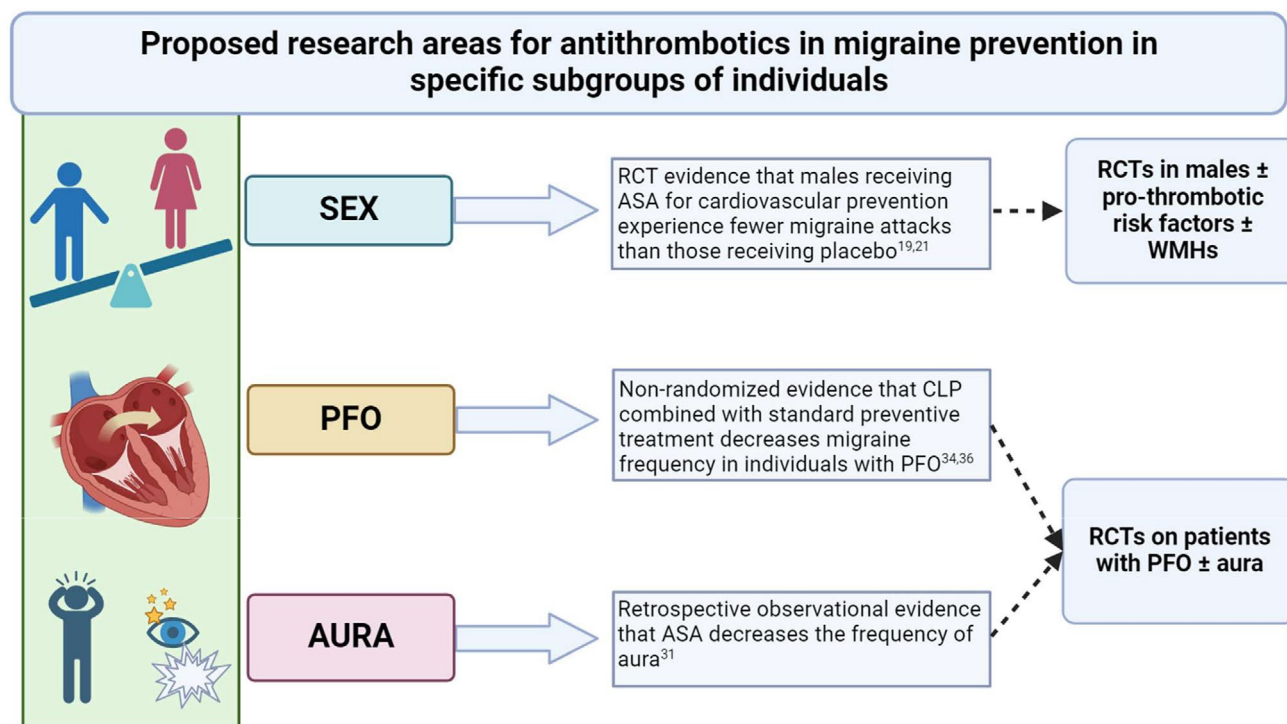 Proposed research areas for antithrombotics in migraine prevention in
specific subgroups of individuals
SEX
RCT evidence that males receiving
ASA for cardiovascular prevention
experience fewer migraine attacks
than those receiving placebo19,21
RCTs in males ±
pro-thrombotic
risk factors ±
WMHs
PFO
Non-randomized evidence that CLP
combined with standard preventive
treatment decreases migraine
frequency in individuals with PFO34,36
AURA
Retrospective observational evidence
that ASA decreases the frequency of
aura31
RCTs on patients
with PFO ± aura